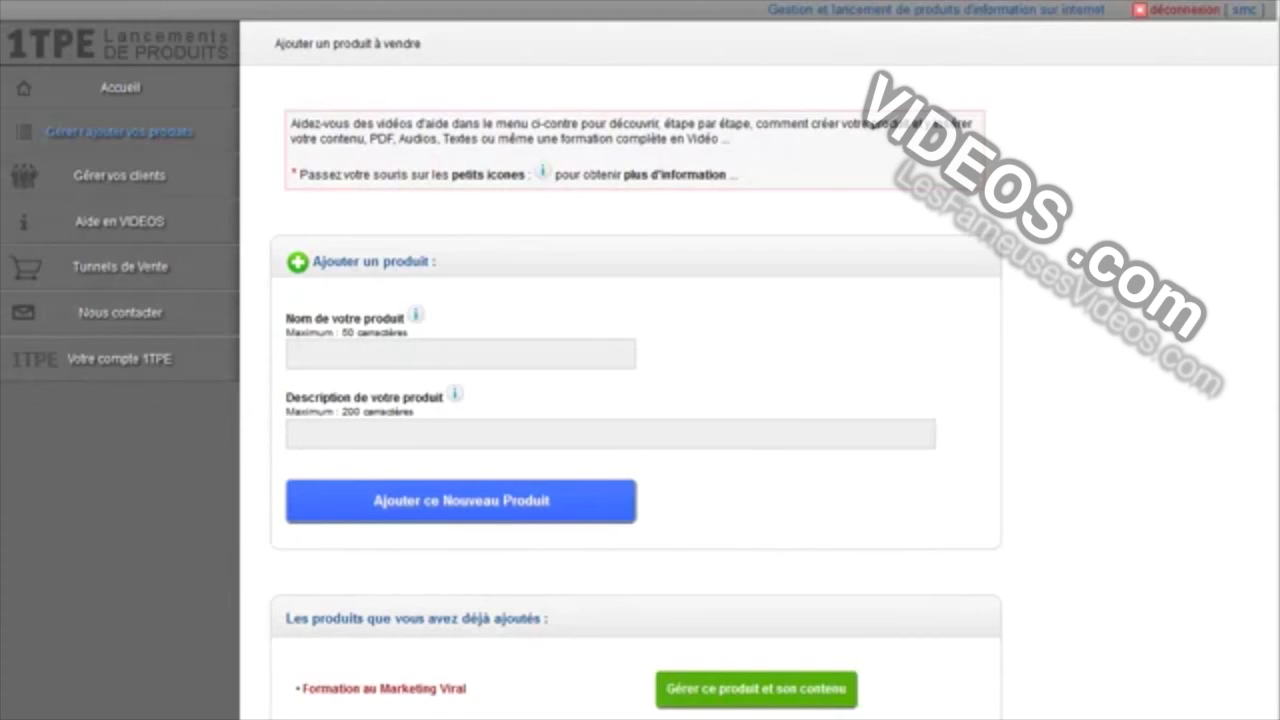 Gestion et lancement de produits d'information sur internet
déconnexion [ smc ]
1TPE Lancements
DE PRODUITS
Ajouter un produit à vendre
Accueil
Gérer / ajouter vos produits
Gérer vos clients
Aide en VIDEOS
Tunnels de Vente
Nous contacter
1TPE Votre compte 1TPE
Aidez-vous des vidéos d'aide dans le menu ci-contre pour découvrir, étape par étape, comment créer votre produit
votre contenu, PDF, Audios, Textes ou même une formation complète en Vidéo ...
* Passez votre souris sur les petits icones : i pour obtenir plus d'information ...
VIDEOS .com
LesFameusesVideos.com
Ajouter un produit :
Nom de votre produit i
Maximum : 50 carractères
Description de votre produit i
Maximum : 200 carractères
Ajouter ce Nouveau Produit
Les produits que vous avez déjà ajoutés :
• Formation au Marketing Viral
Gérer ce produit et son contenu